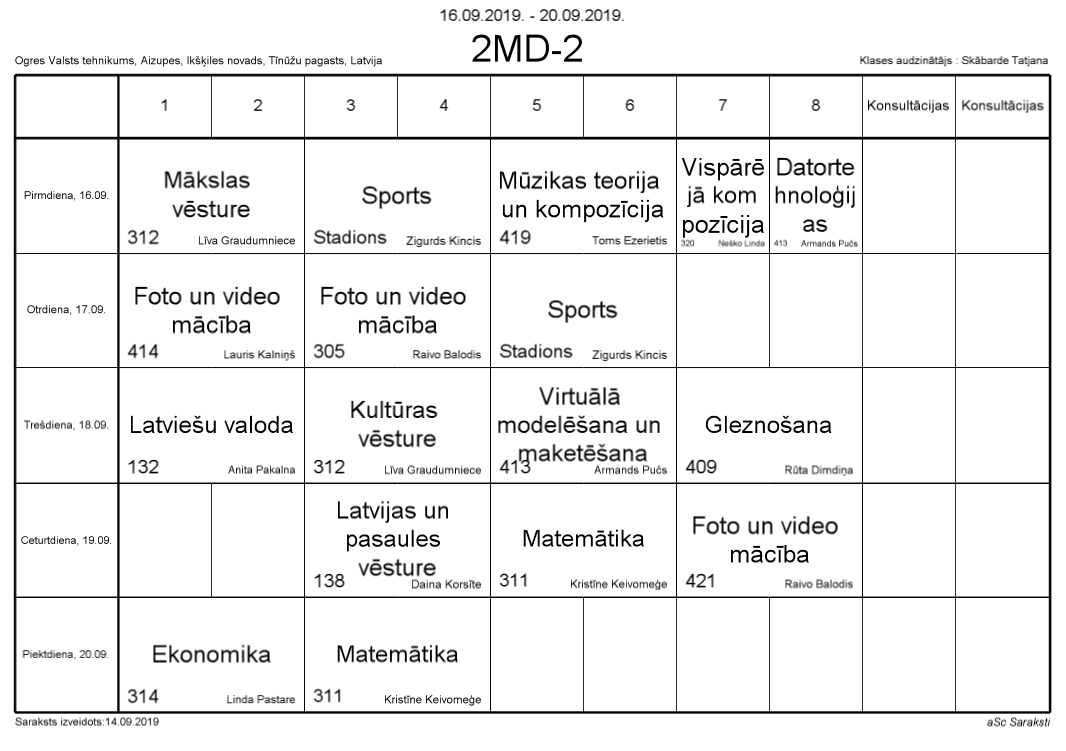 16.09.2019. - 20.09.2019.
2MD-2
Ogres Valsts tehnikums, Aizupes, Ikšķiles novads, Tīnūžu pagasts, Latvija
Klases audzinātājs : Skābarde Tatjana
1 2 3 4 5 6 7 8 Konsultācijas Konsultācijas
Pirmdiena, 16.09.
Mākslas
vēsture
312 Līva Graudumniece
Sports
Stadions Zigurds Kincis
Mūzikas teorija
un kompozīcija
419 Toms Ezerietis
Vispārē
jā kom
pozīcija
320 Neško Linda
Datorte
hnoloģij
as
413 Armands Pučs
Otrdiena, 17.09.
Foto un video
mācība
414 Lauris Kalniņš
Foto un video
mācība
305 Raivo Balodis
Sports
Stadions Zigurds Kincis
Trešdiena, 18.09.
Latviešu valoda
132 Anita Pakalna
Kultūras
vēsture
312 Līva Graudumniece
Virtuālā
modelēšana un
maketēšana
413 Armands Pučs
Gleznošana
409 Rūta Dimdiņa
Ceturtdiena, 19.09.
Latvijas un
pasaules
vēsture
138 Daina Korsīte
Matemātika
311 Kristīne Keivomeģe
Foto un video
mācība
421 Raivo Balodis
Piektdiena, 20.09.
Ekonomika
314 Linda Pastare
Matemātika
311 Kristīne Keivomeģe
Saraksts izveidots:14.09.2019
aSc Saraksti